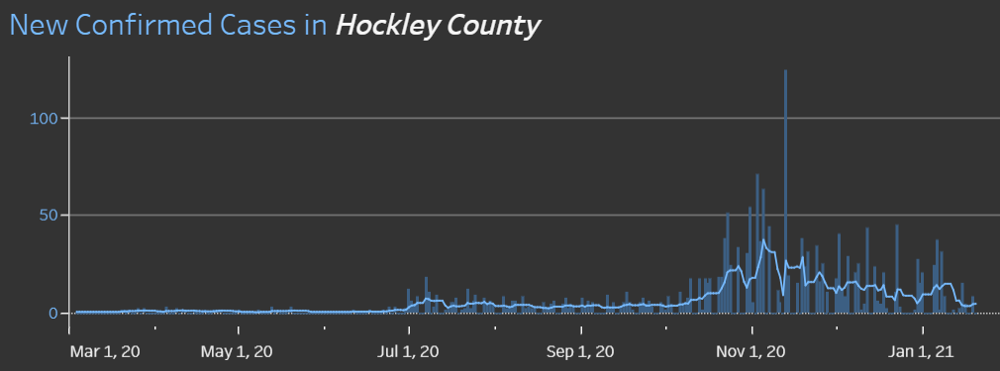 New Confirmed Cases in Hockley County
100
50
0
Mar 1, 20 May 1, 20 Jul 1, 20 Sep 1, 20 Nov 1, 20 Jan 1, 21